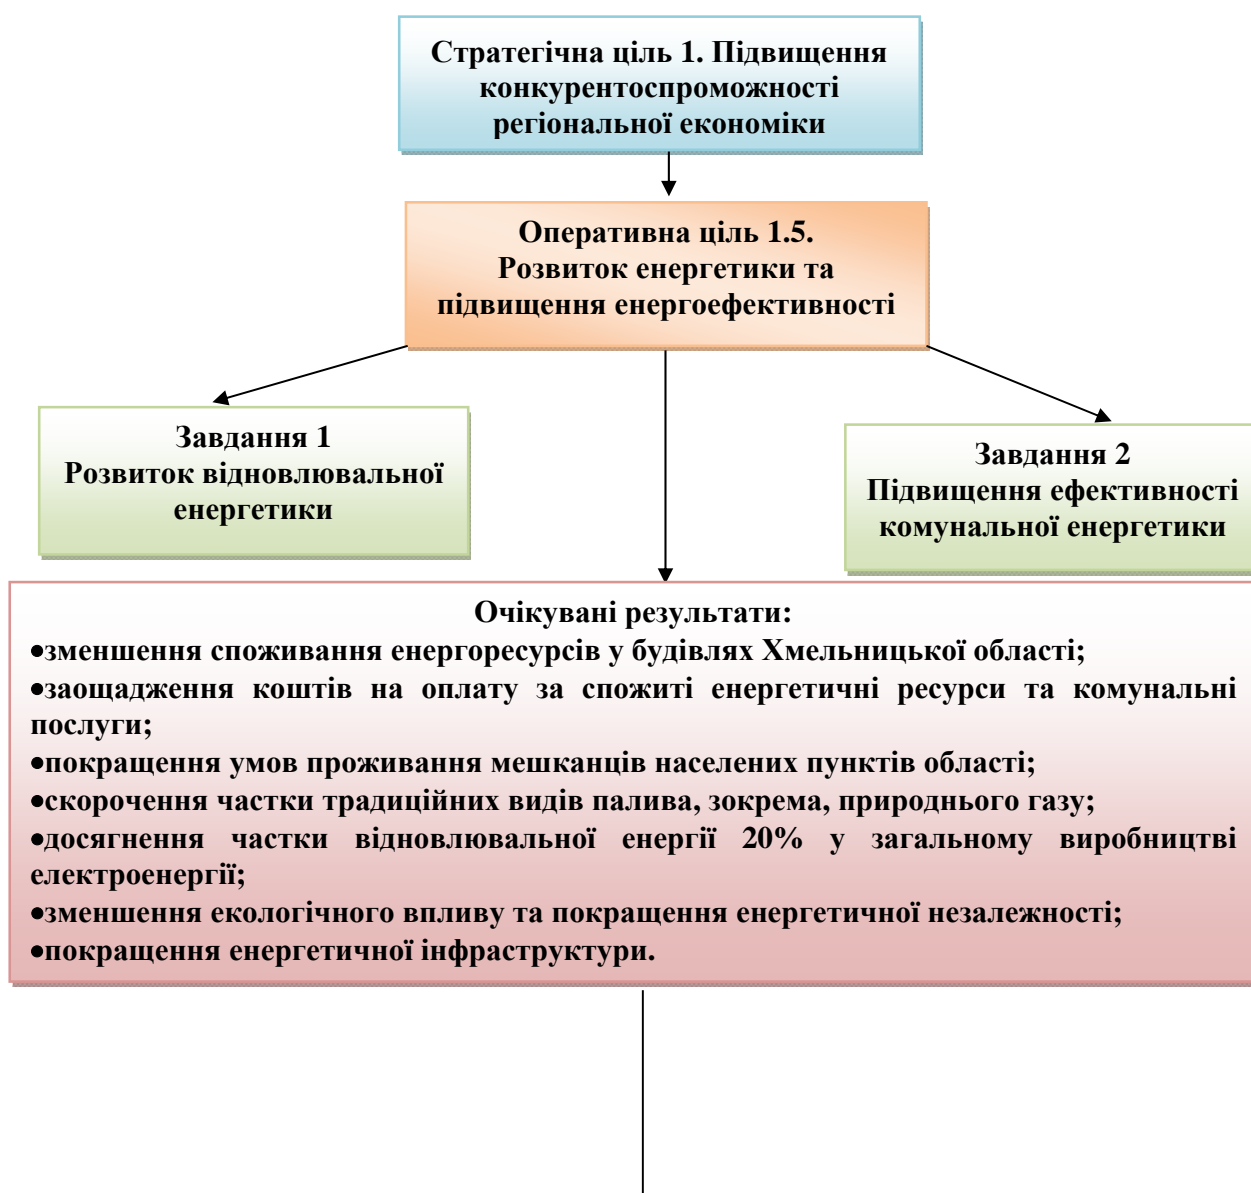 Стратегічна ціль 1. Підвищення
конкурентоспроможності
регіональної економіки
Оперативна ціль 1.5.
Розвиток енергетики та
підвищення енергоефективності
Завдання 1
Розвиток відновлювальної
енергетики
Завдання 2
Підвищення ефективності
комунальної енергетики
Очікувані результати:
•зменшення споживання енергоресурсів у будівлях Хмельницької області;
•заощадження коштів на оплату за спожиті енергетичні ресурси та комунальні
послуги;
•покращення умов проживання мешканців населених пунктів області;
•скорочення частки традиційних видів палива, зокрема, природнього газу;
•досягнення частки відновлювальної енергії 20% у загальному виробництві
електроенергії;
•зменшення екологічного впливу та покращення енергетичної незалежності;
•покращення енергетичної інфраструктури.